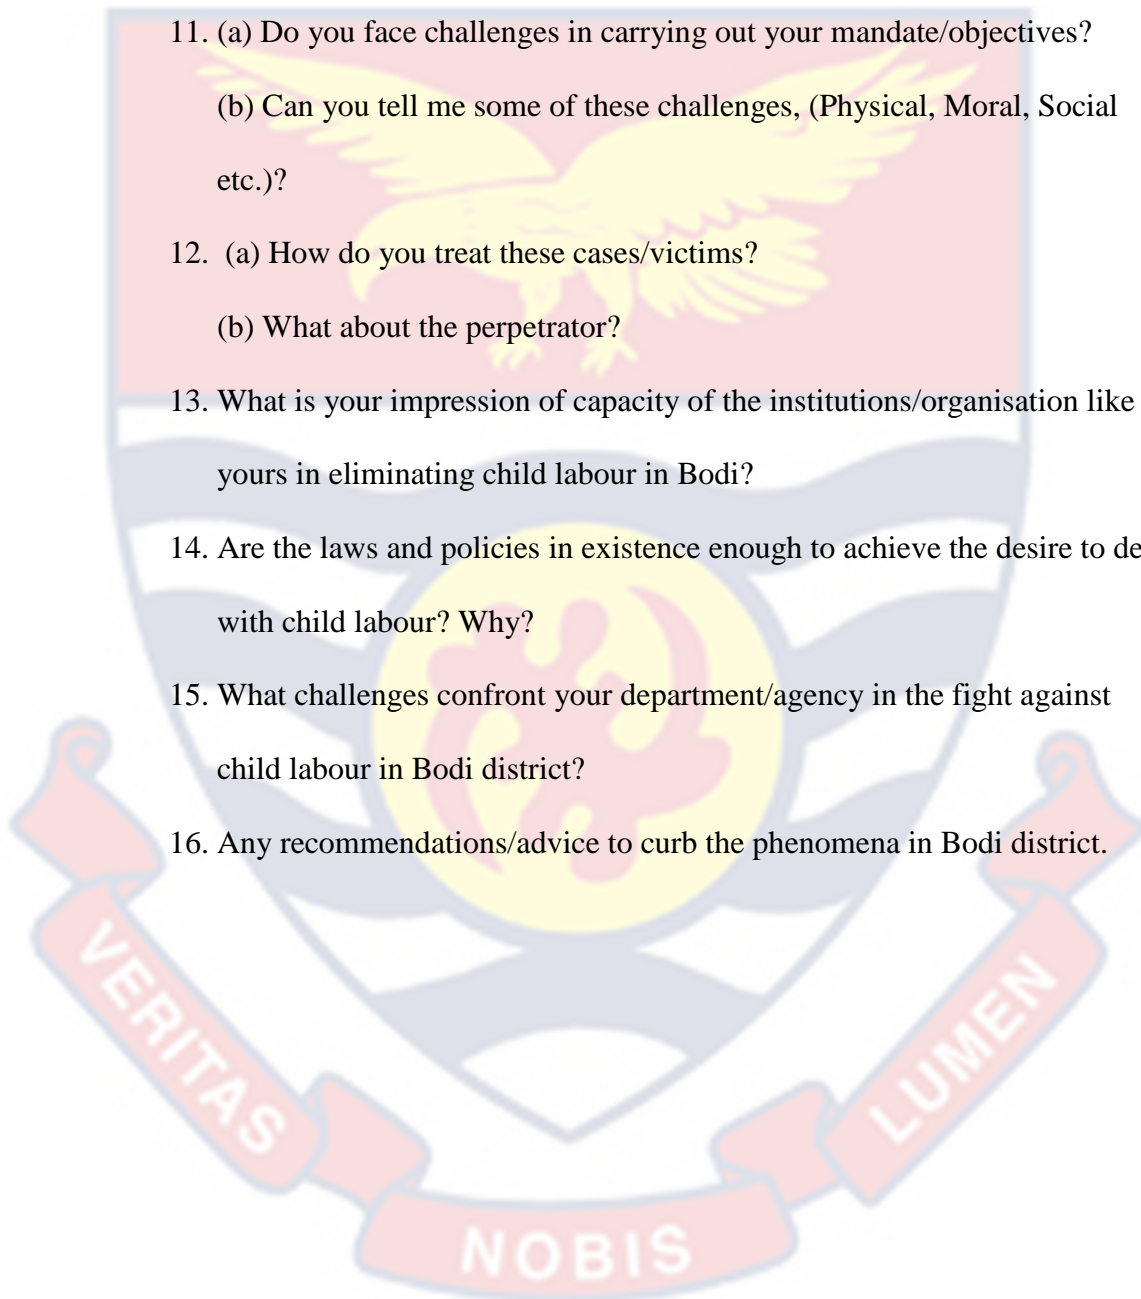 11. (a) Do you face challenges in carrying out your mandate/objectives?
(b) Can you tell me some of these challenges, (Physical, Moral, Social
etc.)?
12. (a) How do you treat these cases/victims?
(b) What about the perpetrator?
13. What is your impression of capacity of the institutions/organisation like
yours in eliminating child labour in Bodi?
14. Are the laws and policies in existence enough to achieve the desire to de
with child labour? Why?
15. What challenges confront your department/agency in the fight against
child labour in Bodi district?
16. Any recommendations/advice to curb the phenomena in Bodi district.
VERITAS
NOBIS
LUMEN